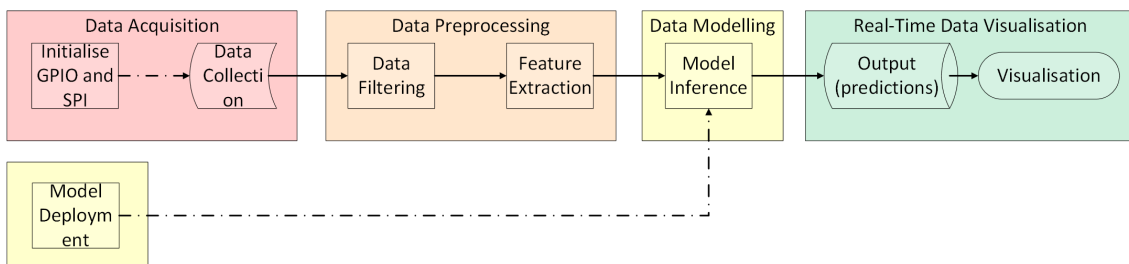 Data Acquisition
Initialise
GPIO and
SPI
Data
Collecti
on
Data Preprocessing
Data
Filtering
Feature
Extraction
Data Modelling
Model
Inference
Real-Time Data Visualisation
Output
(predictions)
Visualisation
Model
Deploym
ent